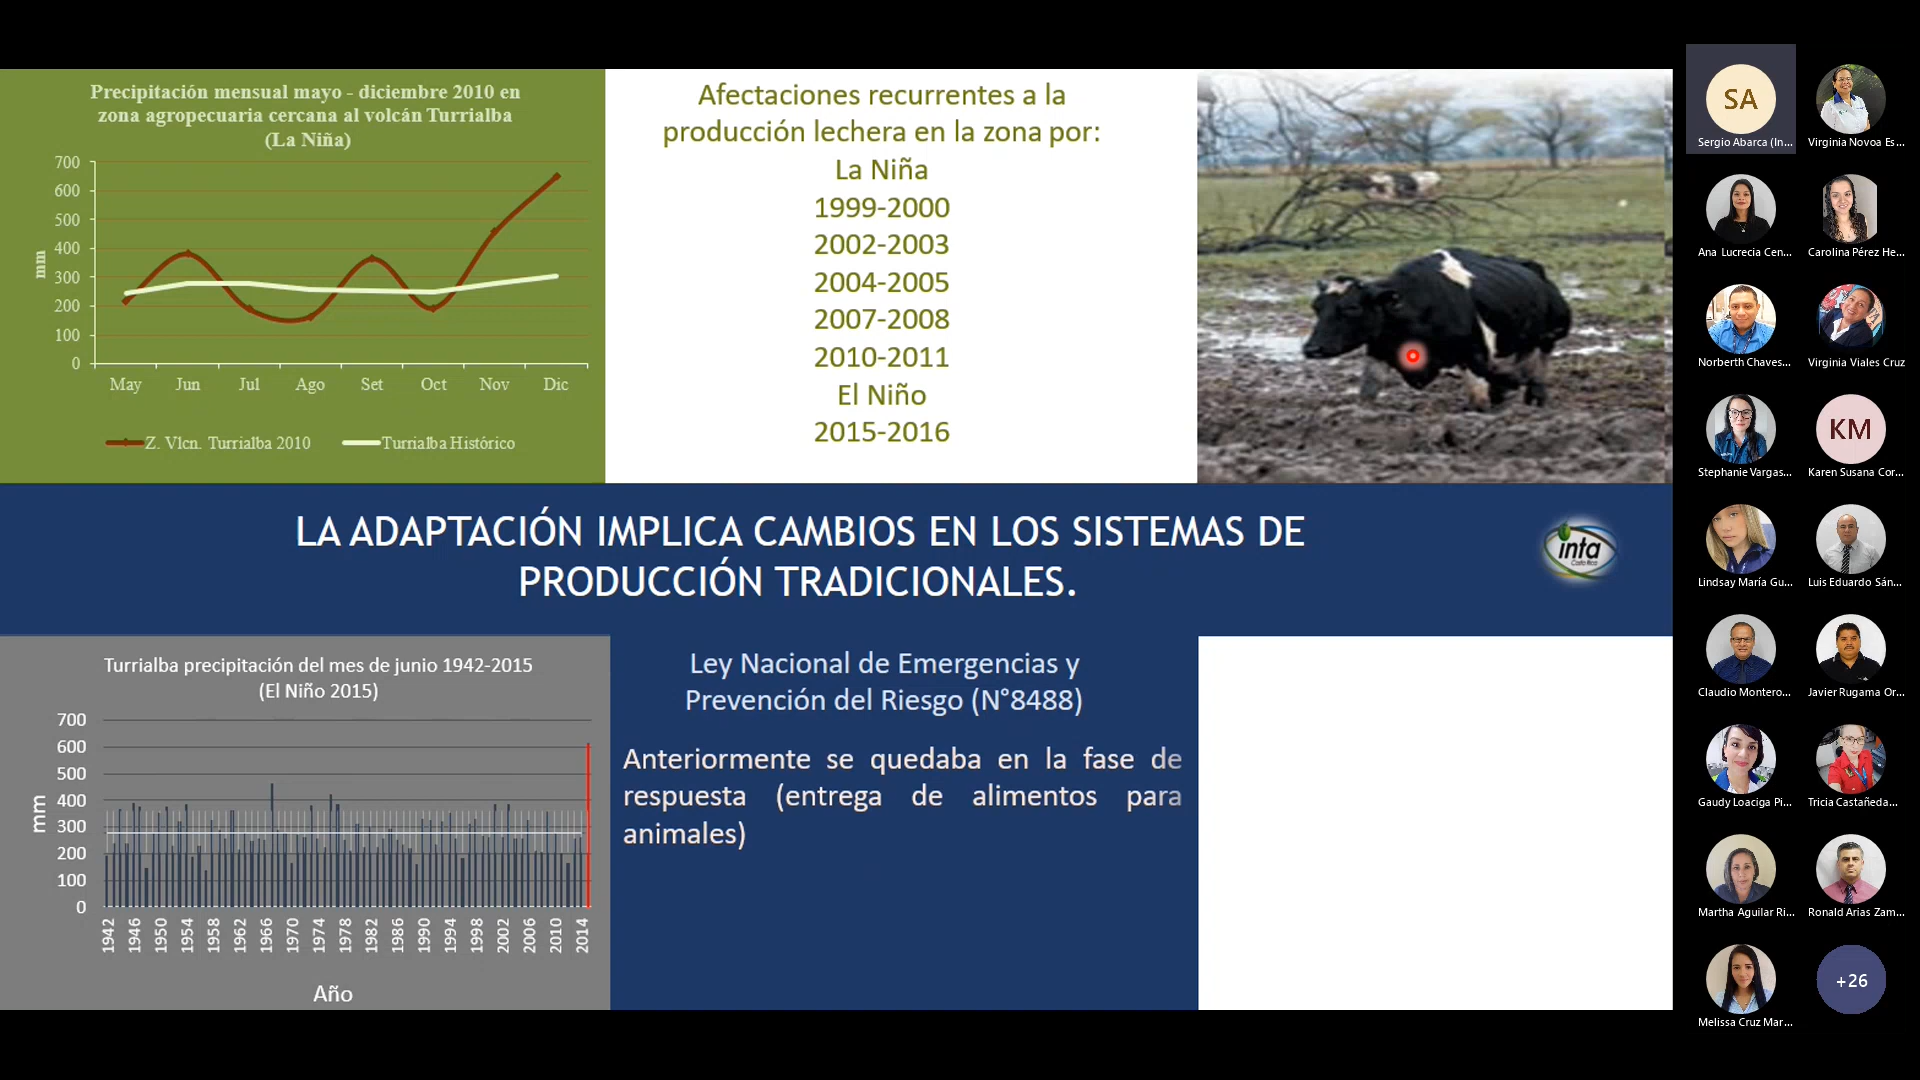 Precipitación mensual mayo - diciembre 2010 en
zona agropecuaria cercana al volcán Turrialba
(La Niña)
700
600
500
400
300
200
100
0
mm
May Jun Jul Ago Set Oct Nov Dic
Z. Vlcn. Turrialba 2010 Turrialba Histórico
Afectaciones recurrentes a la
producción lechera en la zona por:
La Niña
1999-2000
2002-2003
2004-2005
2007-2008
2010-2011
El Niño
2015-2016
LA ADAPTACIÓN IMPLICA CAMBIOS EN LOS SISTEMAS DE
PRODUCCIÓN TRADICIONALES.
inta
Costa Rica
Turrialba precipitación del mes de junio 1942-2015
(El Niño 2015)
700
600
500
400
300
200
100
0
mm
1942 1946 1950 1954 1958 1962 1966 1970 1974 1978 1982 1986 1990 1994 1998 2002 2006 2010 2014
Año
Ley Nacional de Emergencias y
Prevención del Riesgo (N°8488)
Anteriormente se quedaba en la fase de
respuesta (entrega de alimentos para
animales)
SA
Sergio Abarca (In...
Virginia Novoa Es...
Ana Lucrecia Cen...
Carolina Pérez He...
Norberth Chaves...
Virginia Viales Cruz
Stephanie Vargas...
KM
Karen Susana Cor...
Lindsay María Gu...
Luis Eduardo Sán...
Claudio Montero...
Javier Rugama Or...
Gaudy Loaciga Pi...
Tricia Castañeda...
Martha Aguilar Ri...
Ronald Arias Zam...
Melissa Cruz Mar...
+26